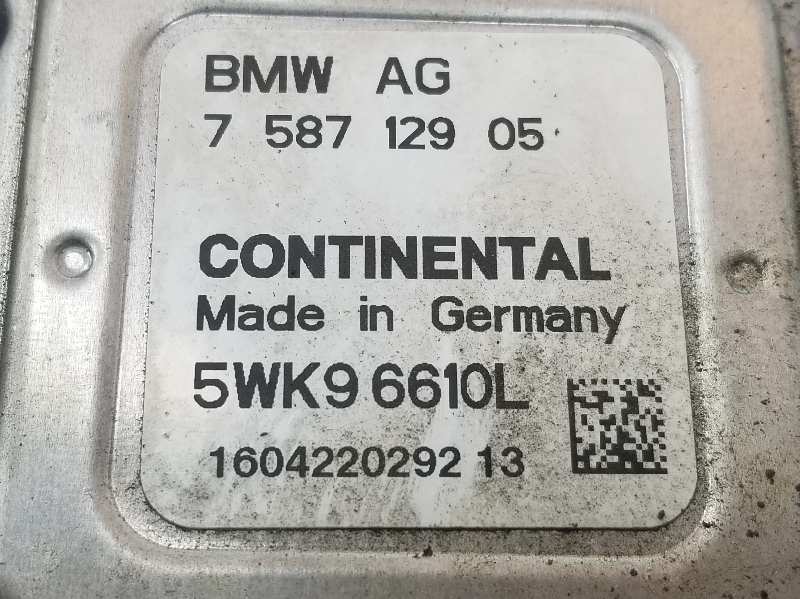 BMW AG
7 587 129 05
CONTINENTAL
Made in Germany
5WK9 6610L
1604220292 13